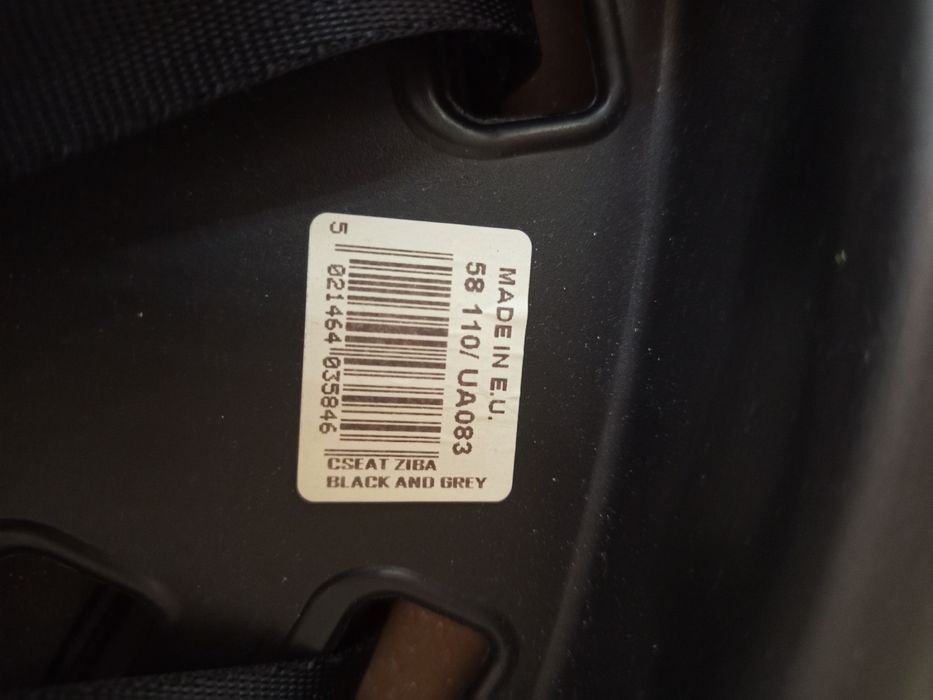 MADE IN E.U.
58 110/ UA083
5 021464 035846
CSEAT ZIBA
BLACK AND GREY